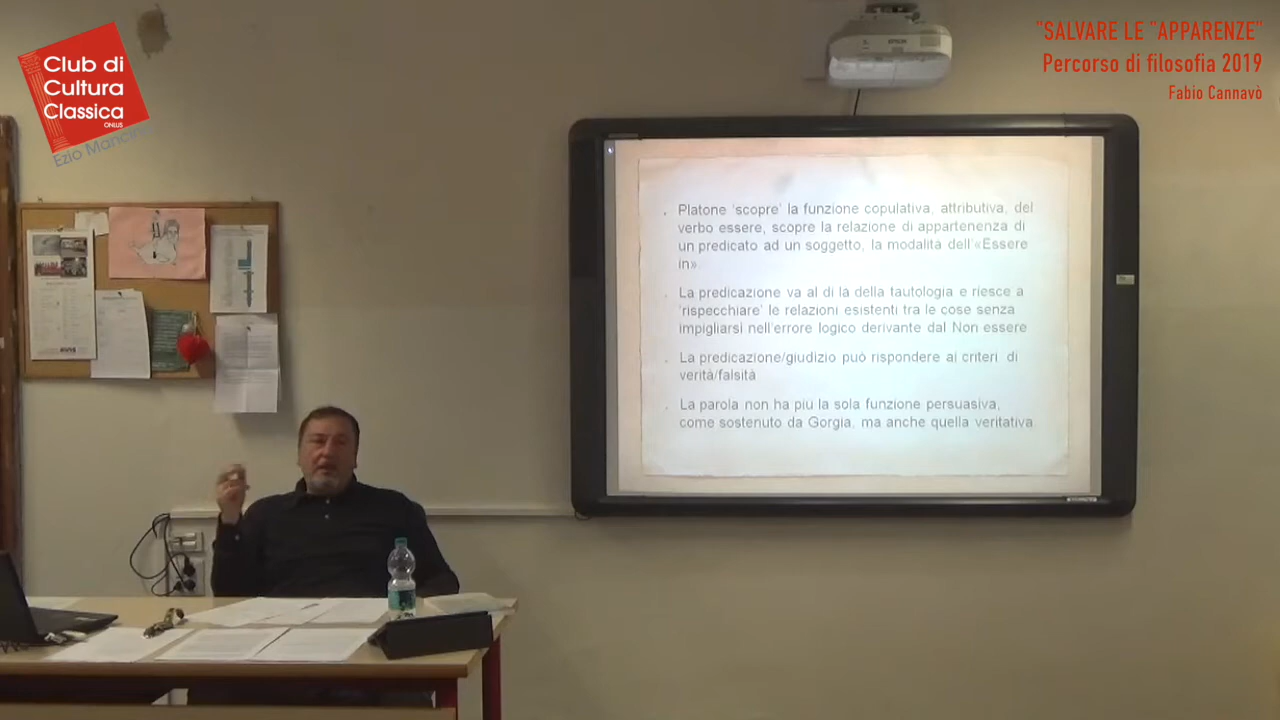 Club di
Cultura
Classica
ONLUS
Ezio
"SALVARE LE "APPARENZE"
Percorso di filosofia 2019
Fabio Cannavò
EPSON
Platone 'scopre' la funzione copulativa, attributiva, del
verbo essere, scopre la relazione di appartenenza di
un predicato ad un soggetto, la modalità dell'«Essere
in»
La predicazione va al di la della tautologia e riesce a
'rispecchiare' le relazioni esistenti tra le cose senza
impigliarsi nell'errore logico derivante dal Non essere
La predicazione/giudizio può rispondere ai criteri di
verità/falsità
La parola non ha più la sola funzione persuasiva,
come sostenuto da Gorgia, ma anche quella veritativa